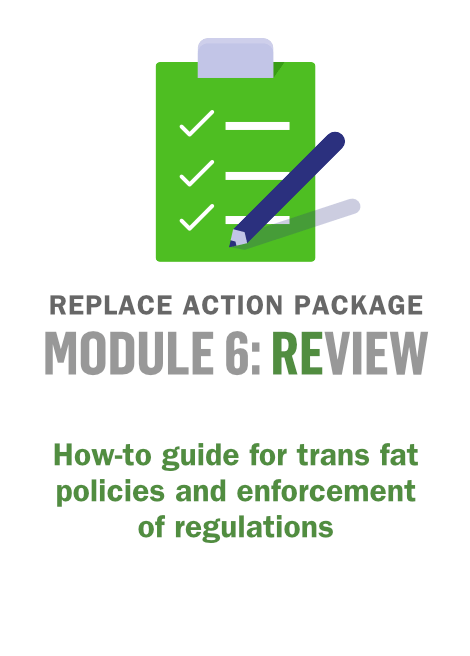 REPLACE ACTION PACKAGE
MODULE 6: REVIEW
How-to guide for trans fat
policies and enforcement
of regulations